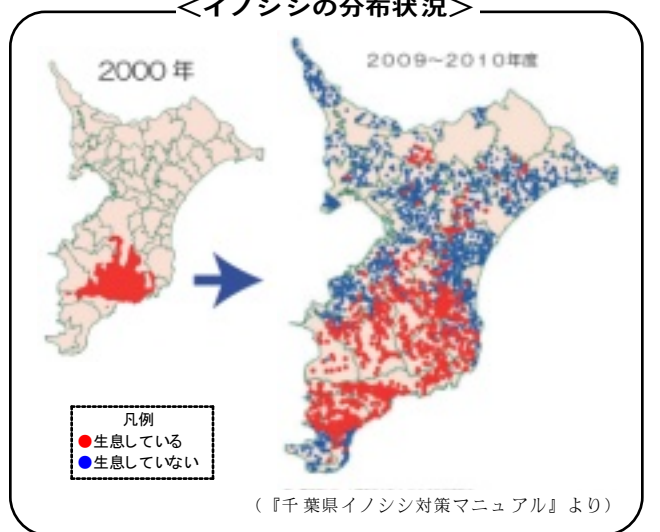 ＜イノシシの分布状況＞
2000年
2009～2010年度
凡例
●生息している
●生息していない
（『千葉県イノシシ対策マニュアル』より）